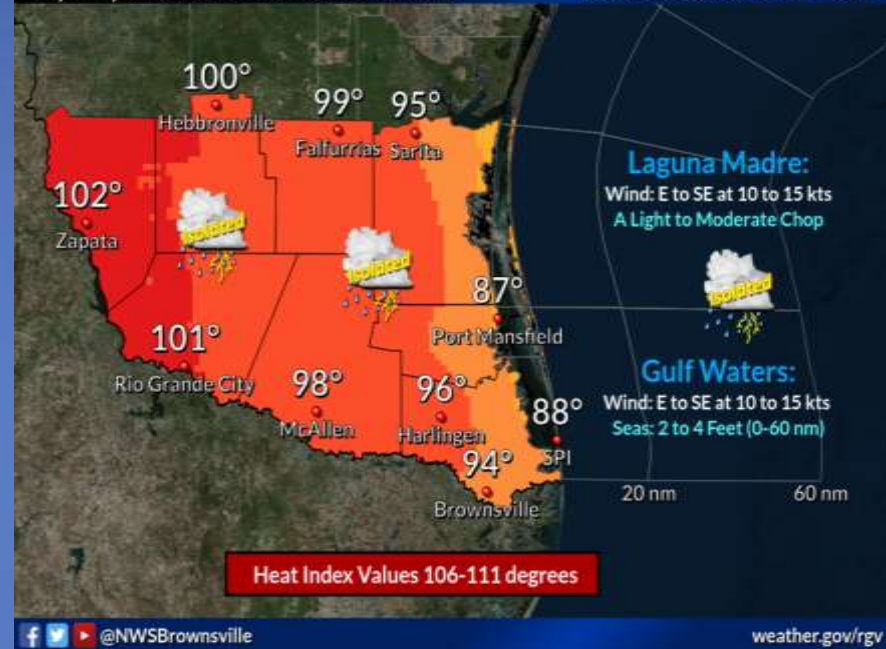 100°
Hebbronville
99°
Falfurrias
95°
Sarita
102°
Zapata
Isolated
Isolated
101°
Rio Grande City
98°
McAllen
96°
Harlingen
94°
Brownsville
87°
Port Mansfield
88°
SPI
Laguna Madre:
Wind: E to SE at 10 to 15 kts
A Light to Moderate Chop
Isolated
Gulf Waters:
Wind: E to SE at 10 to 15 kts
Seas: 2 to 4 Feet (0-60 nm)
20 nm
60 nm
Heat Index Values 106-111 degrees
@NWSBrownsville
weather.gov/rgv